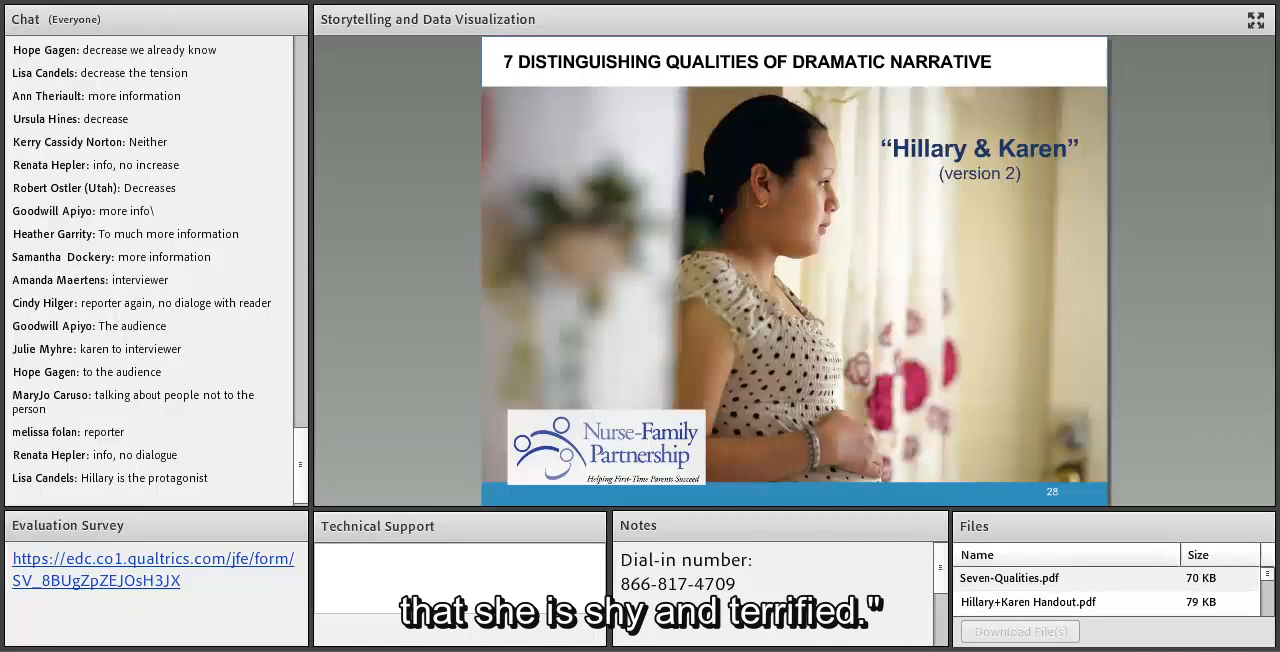 Chat (Everyone)
Hope Gagen: decrease we already know
Lisa Candels: decrease the tension
Ann Theriault: more information
Ursula Hines: decrease
Kerry Cassidy Norton: Neither
Renata Hepler: info, no increase
Robert Ostler (Utah): Decreases
Goodwill Apiyo: more info\
Heather Garrity: To much more information
Samantha Dockery: more information
Amanda Maertens: interviewer
Cindy Hilger: reporter again, no dialoge with reader
Goodwill Apiyo: The audience
Julie Myhre: karen to interviewer
Hope Gagen: to the audience
MaryJo Caruso: talking about people not to the
person
melissa folan: reporter
Renata Hepler: info, no dialogue
Lisa Candels: Hillary is the protagonist
Storytelling and Data Visualization
7 DISTINGUISHING QUALITIES OF DRAMATIC NARRATIVE
“Hillary & Karen”
(version 2)
Nurse-Family
Partnership
Helping First-Time Parents Succeed
28
Evaluation Survey
https://edc.co1.qualtrics.com/jfe/form/
SV_8BUgZpZEJOsH3JX
Technical Support
Notes
Dial-in number:
866-817-4709
Files
Name Size
Seven-Qualities.pdf 70 KB
Hillary+Karen Handout.pdf 79 KB
Download File(s)
that she is shy and terrified."